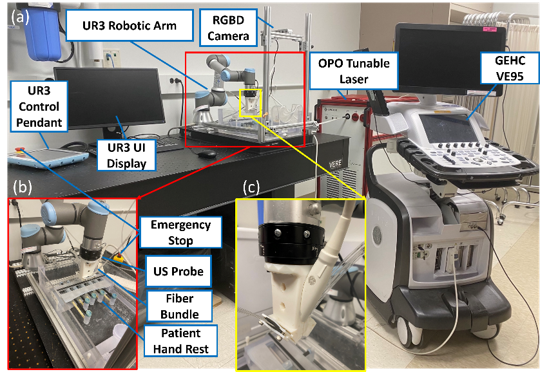 (a)
UR3 Robotic Arm
RGBD
Camera
OPO Tunable
Laser
GEHC
VE95
UR3
Control
Pendant
UR3 UI
Display
VERE
(b)
(c)
Emergency
Stop
US Probe
Fiber
Bundle
Patient
Hand Rest